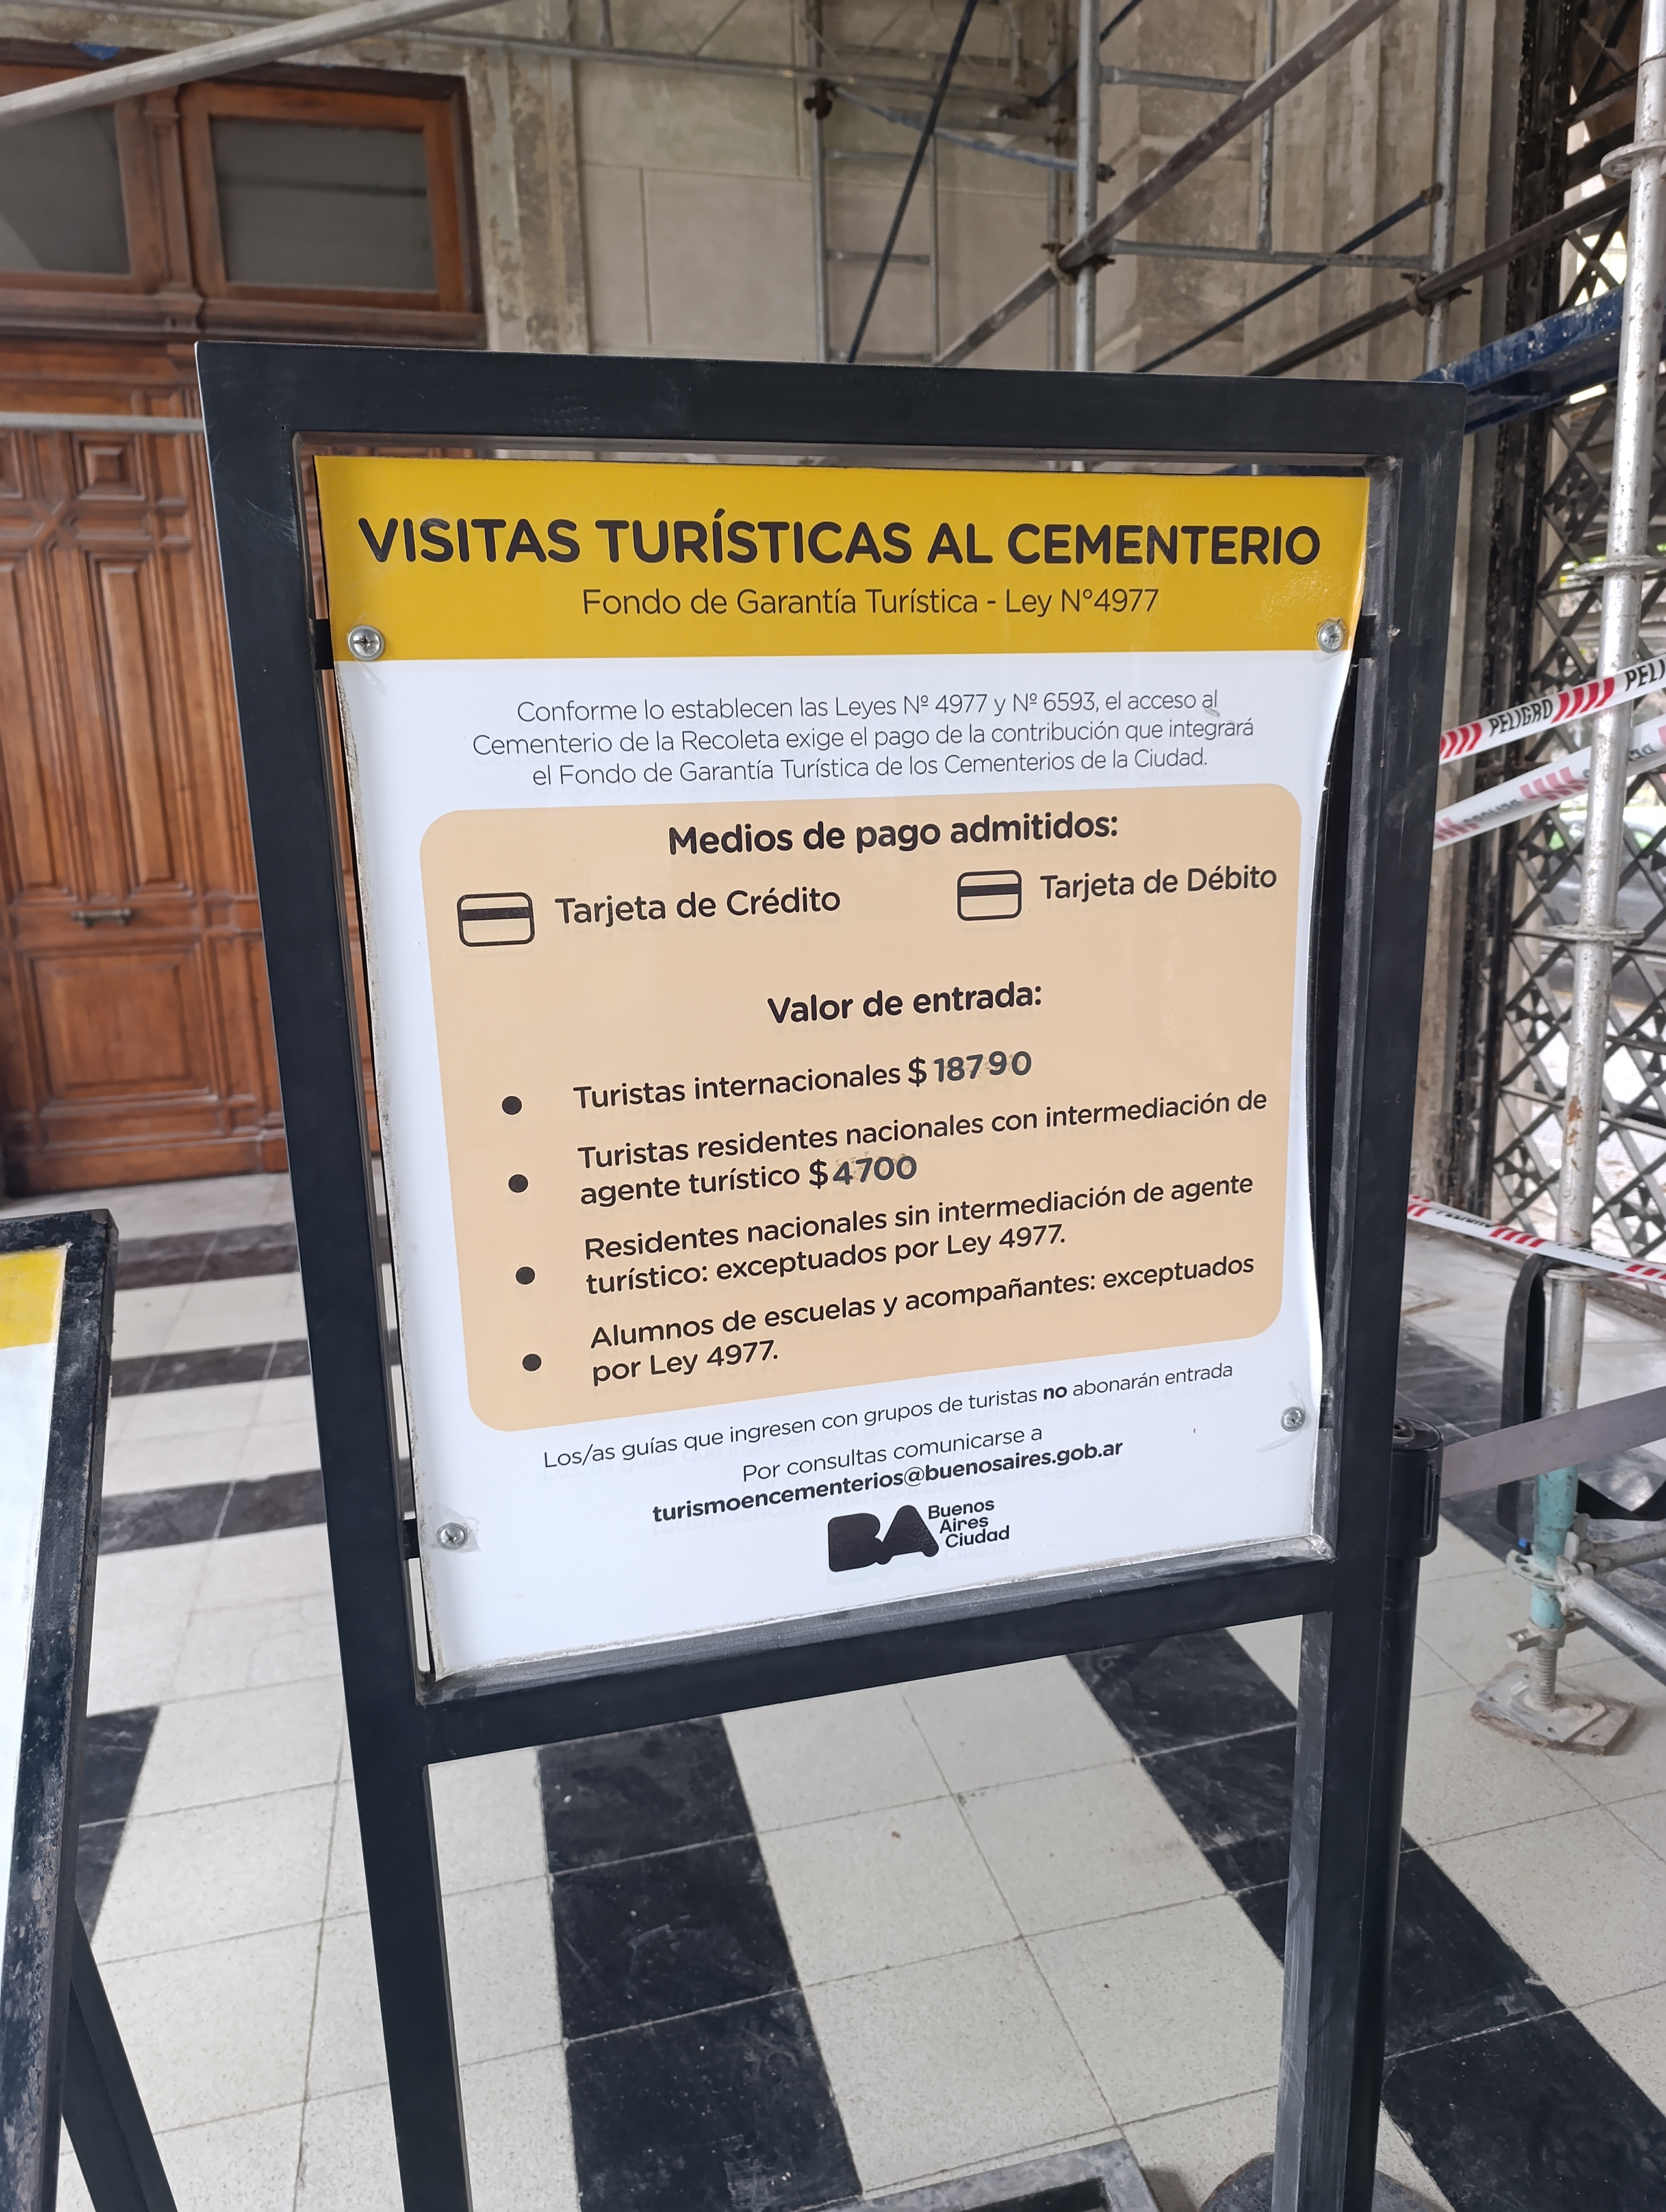 VISITAS TURÍSTICAS AL CEMENTERIO
Fondo de Garantía Turística - Ley N°4977
Conforme lo establecen las Leyes Nº 4977 y Nº 6593, el acceso al
Cementerio de la Recoleta exige el pago de la contribución que integrará
el Fondo de Garantía Turística de los Cementerios de la Ciudad.
Medios de pago admitidos:
Tarjeta de Crédito
Tarjeta de Débito
Valor de entrada:
● Turistas internacionales $ 18790
● Turistas residentes nacionales con intermediación de
agente turístico $ 4700
● Residentes nacionales sin intermediación de agente
turístico: exceptuados por Ley 4977.
● Alumnos de escuelas y acompañantes: exceptuados
por Ley 4977.
Los/as guías que ingresen con grupos de turistas no abonarán entrada
Por consultas comunicarse a
turismoencementerios@buenosaires.gob.ar
BA
Buenos
Aires
Ciudad
PELIGRO PELI